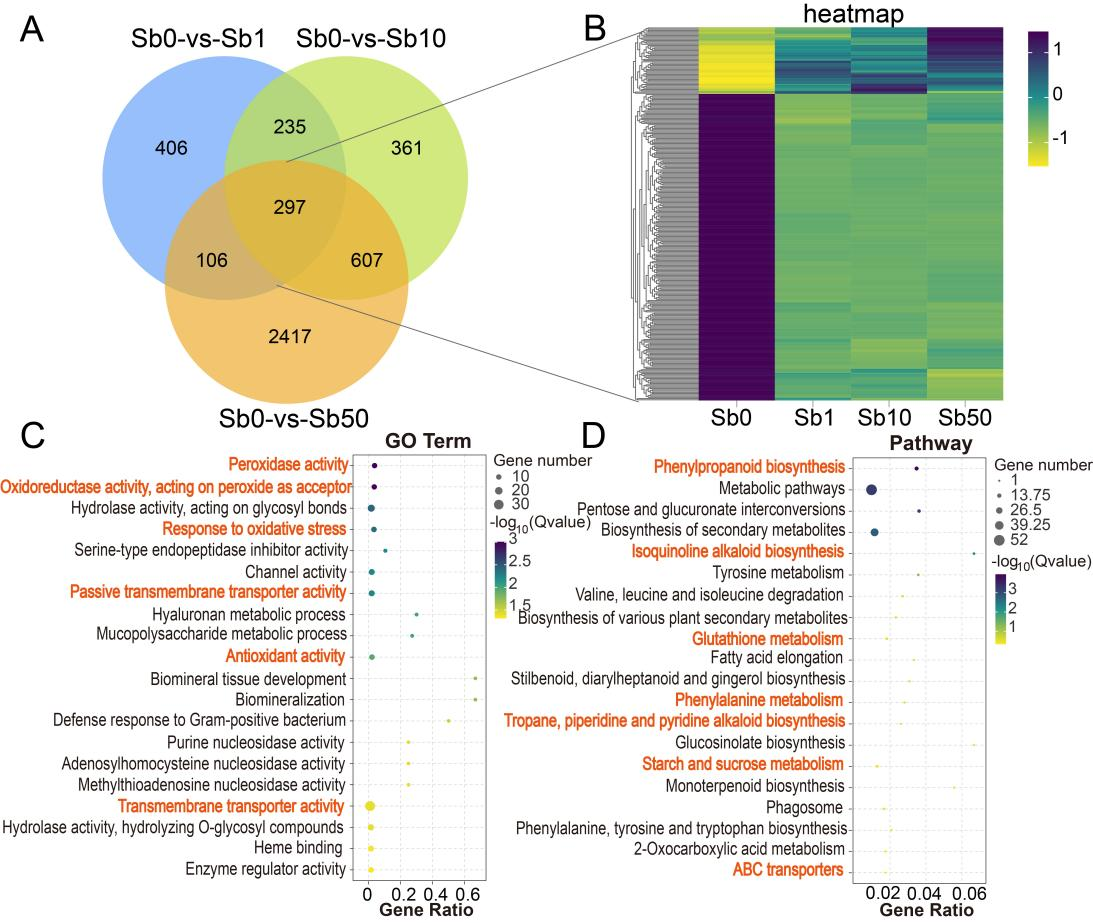 A
Sb0-vs-Sb1
Sb0-vs-Sb10
406
235
361
297
106
607
2417
Sb0-vs-Sb50
B
heatmap
1
0
-1
Sb0
Sb1
Sb10
Sb50
C
GO Term
Peroxidase activity
Oxidoreductase activity, acting on peroxide as acceptor
Hydrolase activity, acting on glycosyl bonds
Response to oxidative stress
Serine-type endopeptidase inhibitor activity
Channel activity
Passive transmembrane transporter activity
Hyaluronan metabolic process
Mucopolysaccharide metabolic process
Antioxidant activity
Biomineral tissue development
Biomineralization
Defense response to Gram-positive bacterium
Purine nucleosidase activity
Adenosylhomocysteine nucleosidase activity
Methylthioadenosine nucleosidase activity
Transmembrane transporter activity
Hydrolase activity, hydrolyzing O-glycosyl compounds
Heme binding
Enzyme regulator activity
0
0.2
0.4
0.6
Gene Ratio
Gene number
10
20
30
-log10(Qvalue)
3
2.5
2
1.5
D
Pathway
Phenylpropanoid biosynthesis
Metabolic pathways
Pentose and glucuronate interconversions
Biosynthesis of secondary metabolites
Isoquinoline alkaloid biosynthesis
Tyrosine metabolism
Valine, leucine and isoleucine degradation
Biosynthesis of various plant secondary metabolites
Glutathione metabolism
Fatty acid elongation
Stilbenoid, diarylheptanoid and gingerol biosynthesis
Phenylalanine metabolism
Tropane, piperidine and pyridine alkaloid biosynthesis
Glucosinolate biosynthesis
Starch and sucrose metabolism
Monoterpenoid biosynthesis
Phagosome
Phenylalanine, tyrosine and tryptophan biosynthesis
2-Oxocarboxylic acid metabolism
ABC transporters
0.02
0.04
0.06
Gene Ratio
Gene number
1
13.75
26.5
39.25
52
-log10(Qvalue)
3
2
1